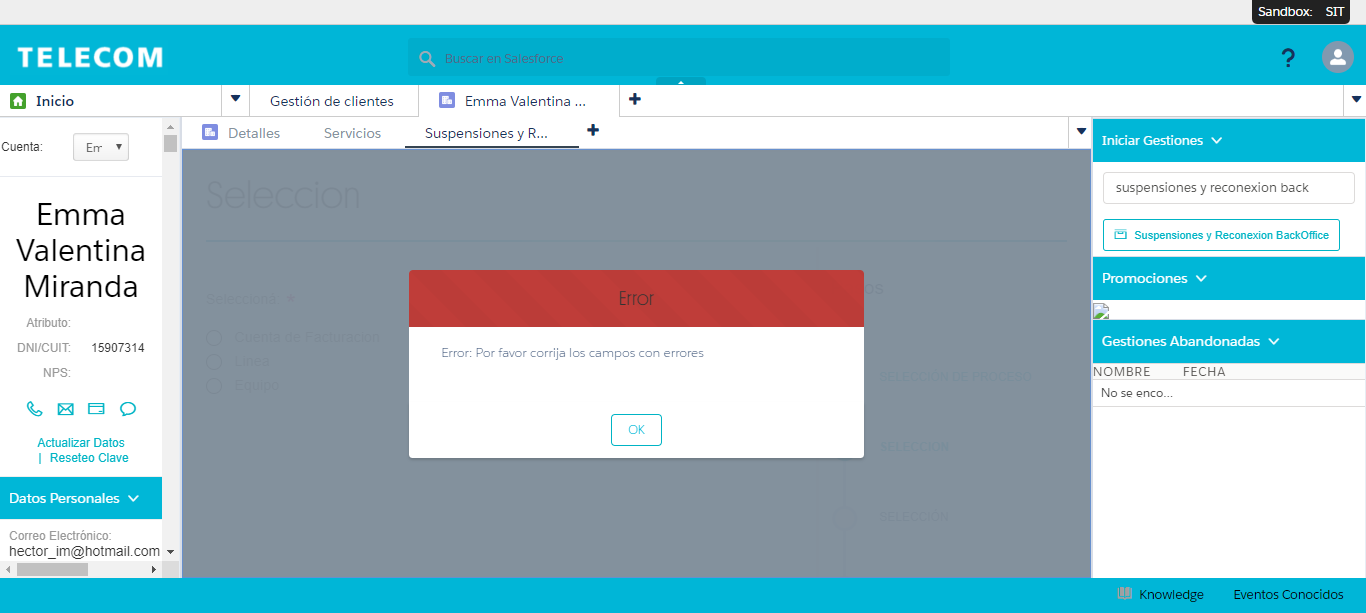 Sandbox: SIT
TELECOM
Buscar en Salesforce
?
Inicio
Gestión de clientes
Emma Valentina ...
Detalles
Servicios
Suspensiones y R...
Cuenta:
Em
Emma
Valentina
Miranda
Atributo:
DNI/CUIT: 15907314
NPS:
Actualizar Datos
| Reseteo Clave
Datos Personales
Correo Electrónico:
hector_im@hotmail.com
Seleccion
Selecciona
Cuenta de Facturacion
Linea
Equipo
Error
Error: Por favor corrija los campos con errores
OK
SELECCION DE PROCESO
SELECCION
SELECCION
Iniciar Gestiones
suspensiones y reconexion back
Suspensiones y Reconexion BackOffice
Promociones
Gestiones Abandonadas
NOMBRE FECHA
No se enco...
Knowledge
Eventos Conocidos